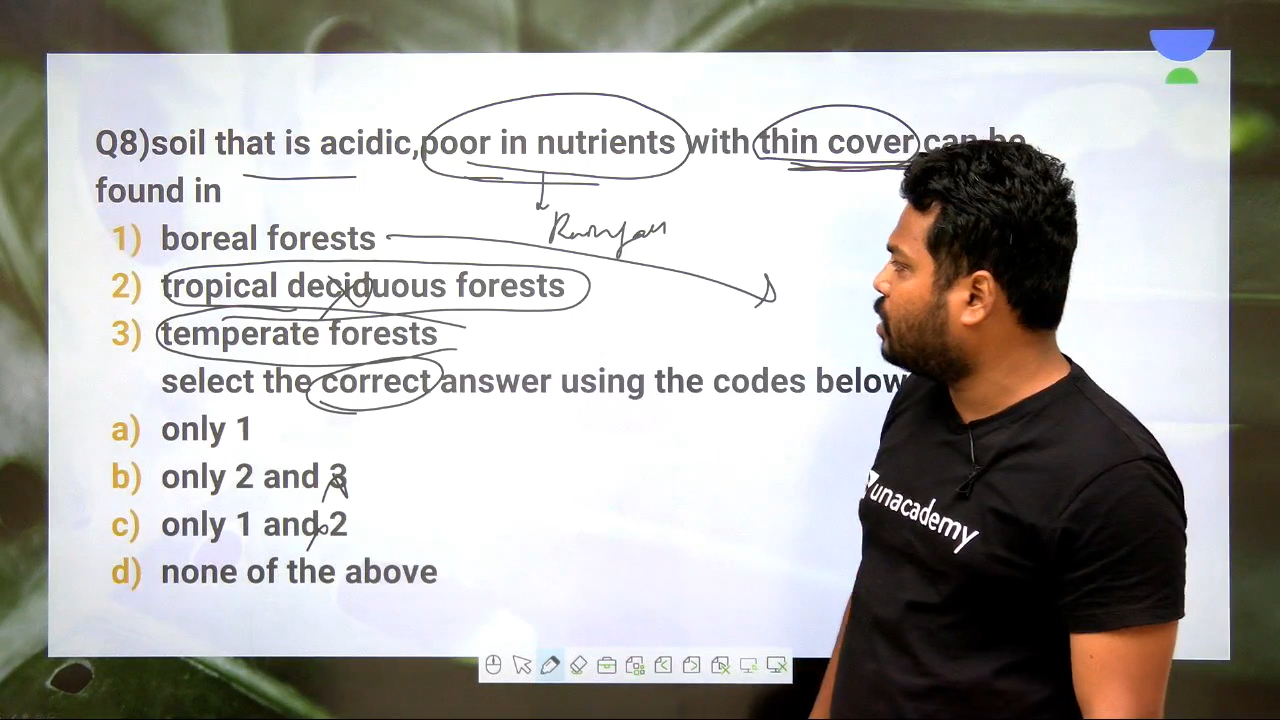 Q8)soil that is acidic,poor in nutrients with thin cover can be
found in
Rainfall
1) boreal forests
2) tropical deciduous forests
3) temperate forests
select the correct answer using the codes below
a) only 1
b) only 2 and 3
c) only 1 and 2
d) none of the above
unacademy